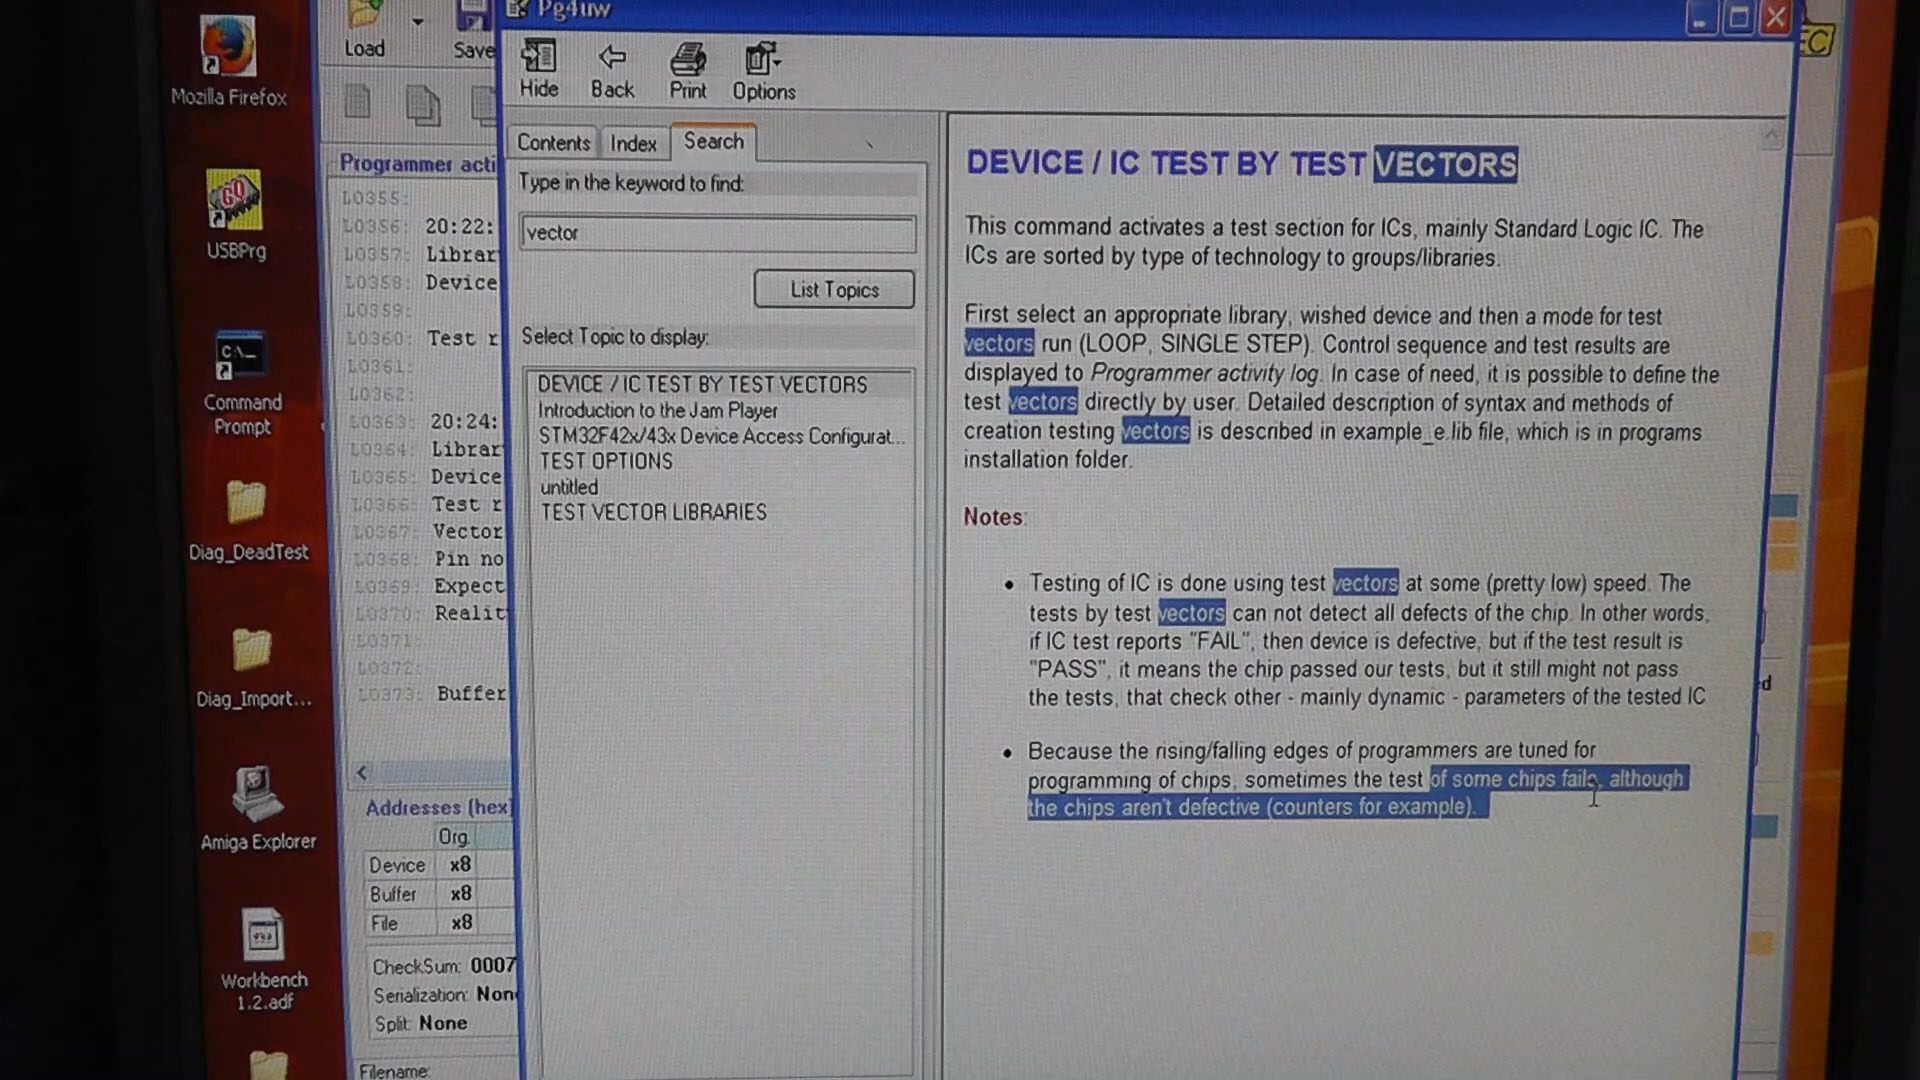 Pg4uw
Load
Save
Hide
Back
Print
Options
Mozilla Firefox
USBPrg
Command
Prompt
Diag_DeadTest
Diag_Import...
Amiga Explorer
Workbench
1.2.adf
Programmer acti
L0355:
L0356: 20:22:
L0357: Librar
L0358: Device
L0359:
L0360: Test r
L0361:
L0362:
L0363: 20:24:
L0364: Librar
L0365: Device
L0366: Test r
L0367: Vector
L0368: Pin no
L0369: Expect
L0370: Realit
L0371:
L0372:
L0373: Buffer
Addresses (hex)
Org.
Device x8
Buffer x8
File x8
CheckSum: 0007
Serialization: Non
Split: None
Filename:
Contents Index Search
Type in the keyword to find:
vector
List Topics
Select Topic to display:
DEVICE / IC TEST BY TEST VECTORS
Introduction to the Jam Player
STM32F42x/43x Device Access Configurat...
TEST OPTIONS
untitled
TEST VECTOR LIBRARIES
DEVICE / IC TEST BY TEST VECTORS
This command activates a test section for ICs, mainly Standard Logic IC. The
ICs are sorted by type of technology to groups/libraries.
First select an appropriate library, wished device and then a mode for test
vectors run (LOOP, SINGLE STEP). Control sequence and test results are
displayed to Programmer activity log. In case of need, it is possible to define the
test vectors directly by user. Detailed description of syntax and methods of
creation testing vectors is described in example_e.lib file, which is in programs
installation folder.
Notes:
• Testing of IC is done using test vectors at some (pretty low) speed. The
tests by test vectors can not detect all defects of the chip. In other words,
if IC test reports "FAIL", then device is defective, but if the test result is
"PASS", it means the chip passed our tests, but it still might not pass
the tests, that check other - mainly dynamic - parameters of the tested IC
• Because the rising/falling edges of programmers are tuned for
programming of chips, sometimes the test of some chips fails, although
the chips aren't defective (counters for example).